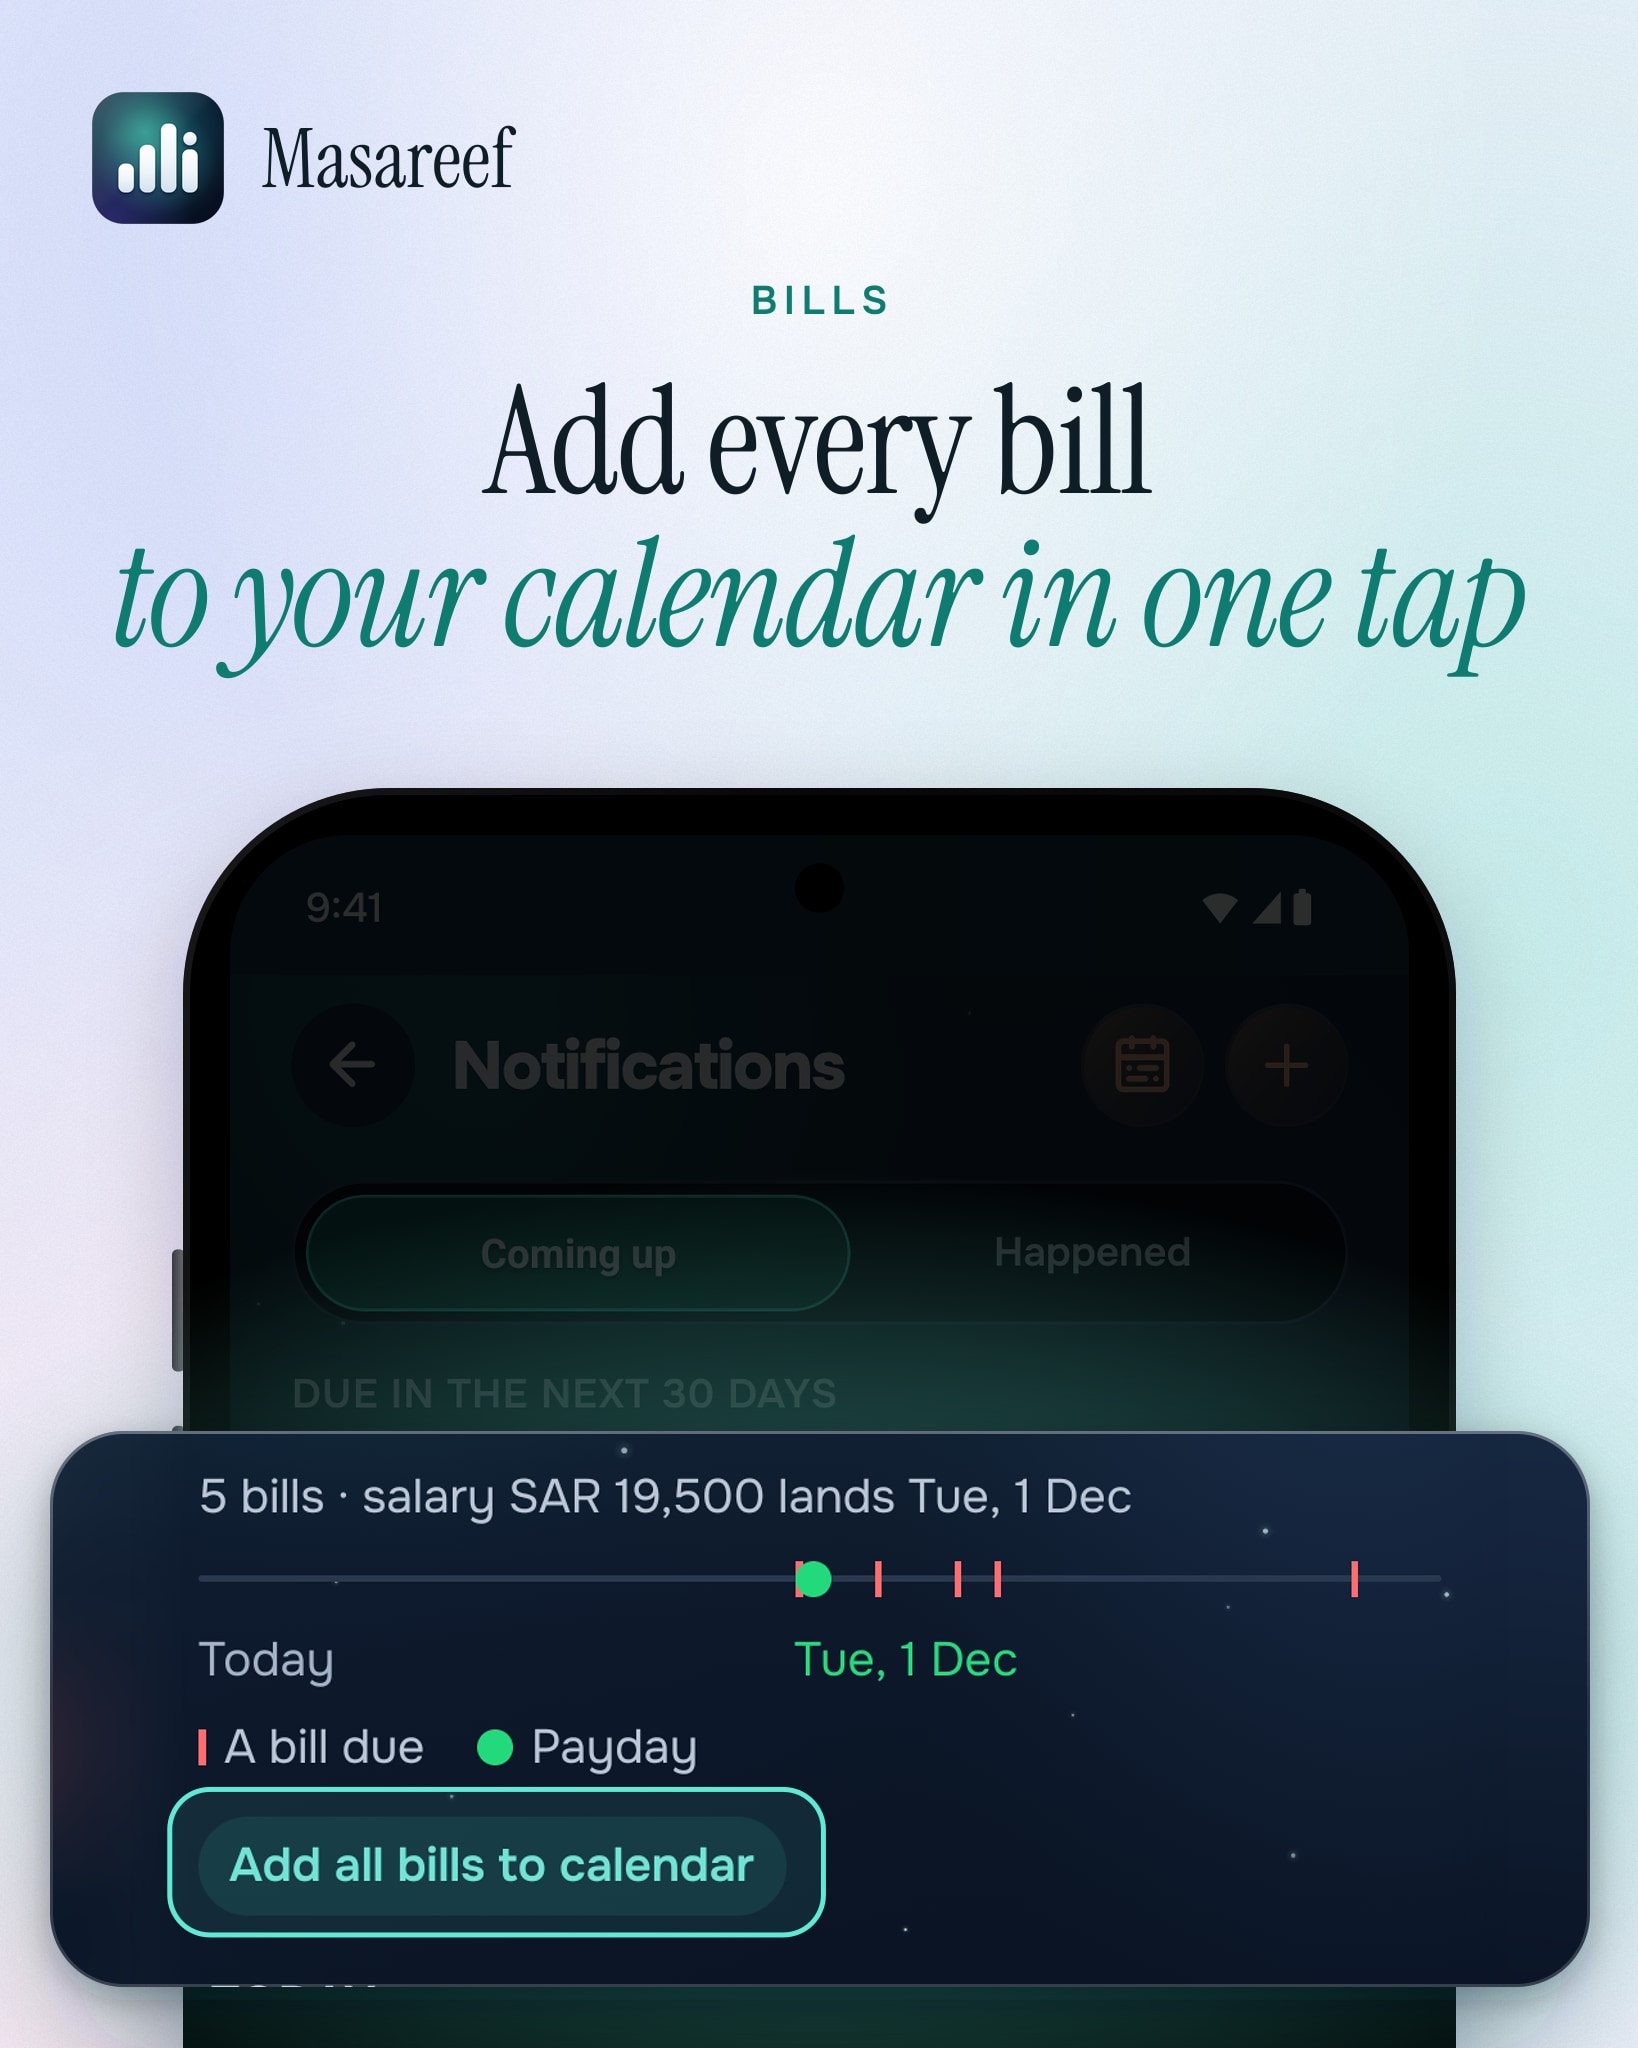 Masareef
BILLS
Add every bill
to your calendar in one tap
9:41
Notifications
Coming up
Happened
DUE IN THE NEXT 30 DAYS
5 bills · salary SAR 19,500 lands Tue, 1 Dec
Today
Tue, 1 Dec
A bill due
Payday
Add all bills to calendar